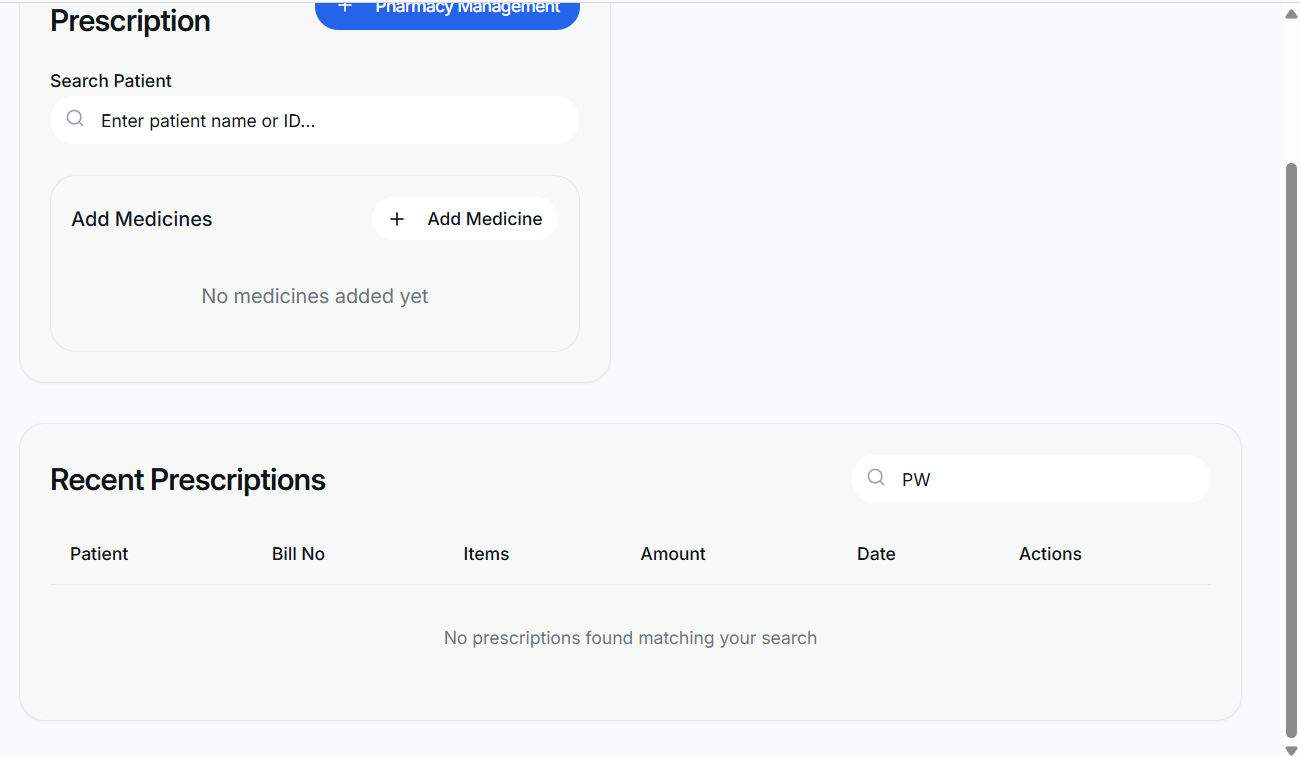 Prescription
Pharmacy Management
Search Patient
Enter patient name or ID...
Add Medicines
+ Add Medicine
No medicines added yet
Recent Prescriptions
PW
Patient Bill No Items Amount Date Actions
No prescriptions found matching your search